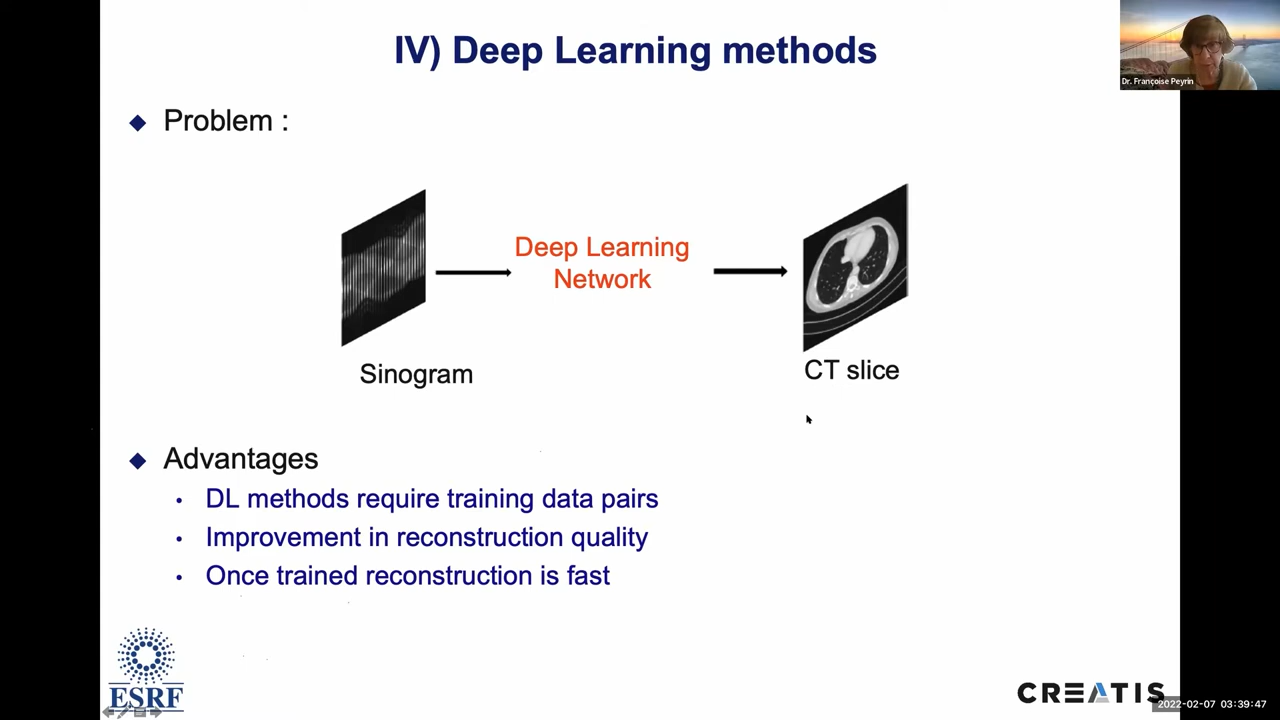 IV) Deep Learning methods
Dr. Françoise Peyrin
Problem :
Deep Learning
Network
Sinogram
CT slice
Advantages
DL methods require training data pairs
Improvement in reconstruction quality
Once trained reconstruction is fast
ESRF
CREATIS
2022-02-07 03:39:47